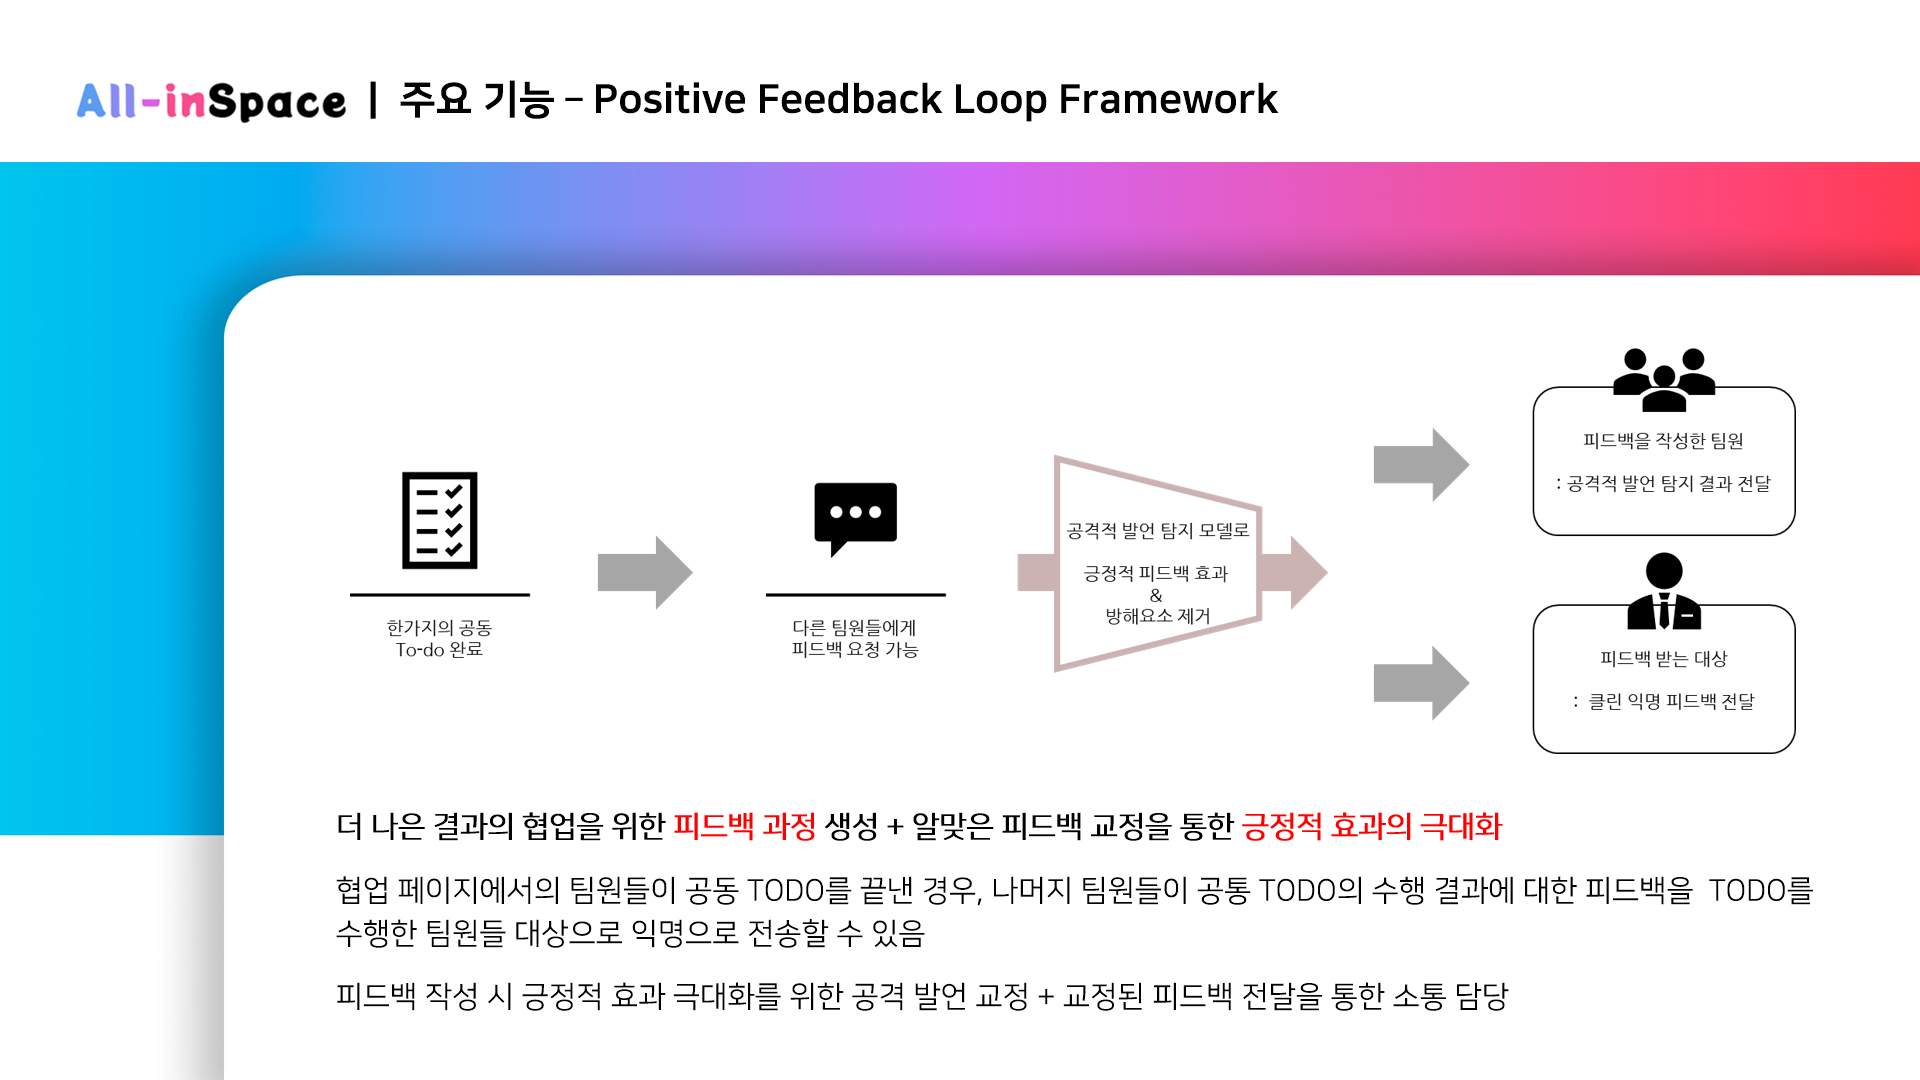 All-inSpace | 주요 기능 – Positive Feedback Loop Framework
한가지의 공동
To-do 완료
다른 팀원들에게
피드백 요청 가능
공격적 발언 탐지 모델로
긍정적 피드백 효과
&
방해요소 제거
피드백을 작성한 팀원
: 공격적 발언 탐지 결과 전달
피드백 받는 대상
: 클린 익명 피드백 전달
더 나은 결과의 협업을 위한 피드백 과정 생성 + 알맞은 피드백 교정을 통한 긍정적 효과의 극대화
협업 페이지에서의 팀원들이 공동 TODO를 끝낸 경우, 나머지 팀원들이 공통 TODO의 수행 결과에 대한 피드백을 TODO를
수행한 팀원들 대상으로 익명으로 전송할 수 있음
피드백 작성 시 긍정적 효과 극대화를 위한 공격 발언 교정 + 교정된 피드백 전달을 통한 소통 담당